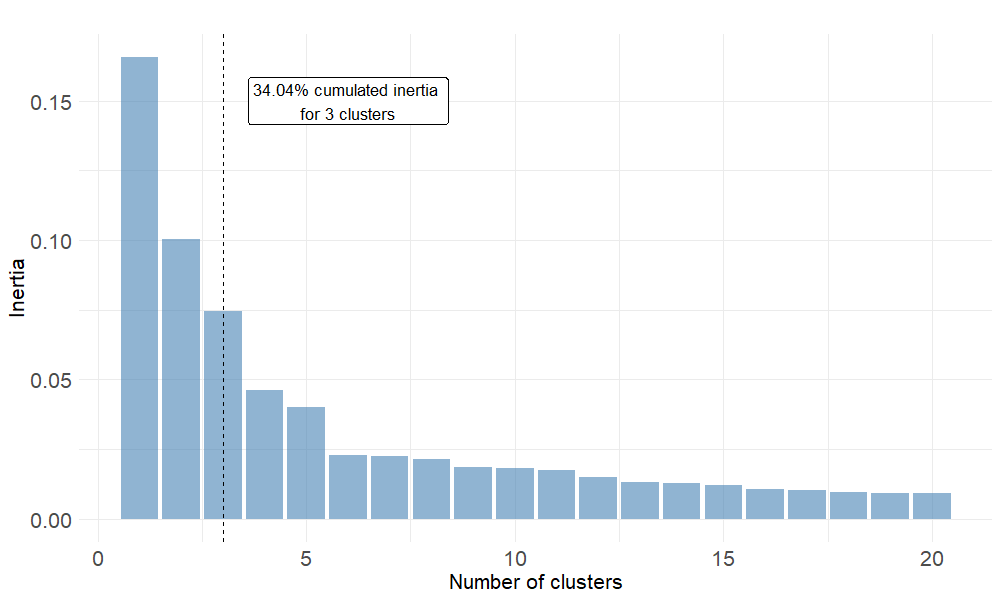 34.04% cumulated inertia
for 3 clusters
0.15
0.10
0.05
0.00
Inertia
0 5 10 15 20
Number of clusters